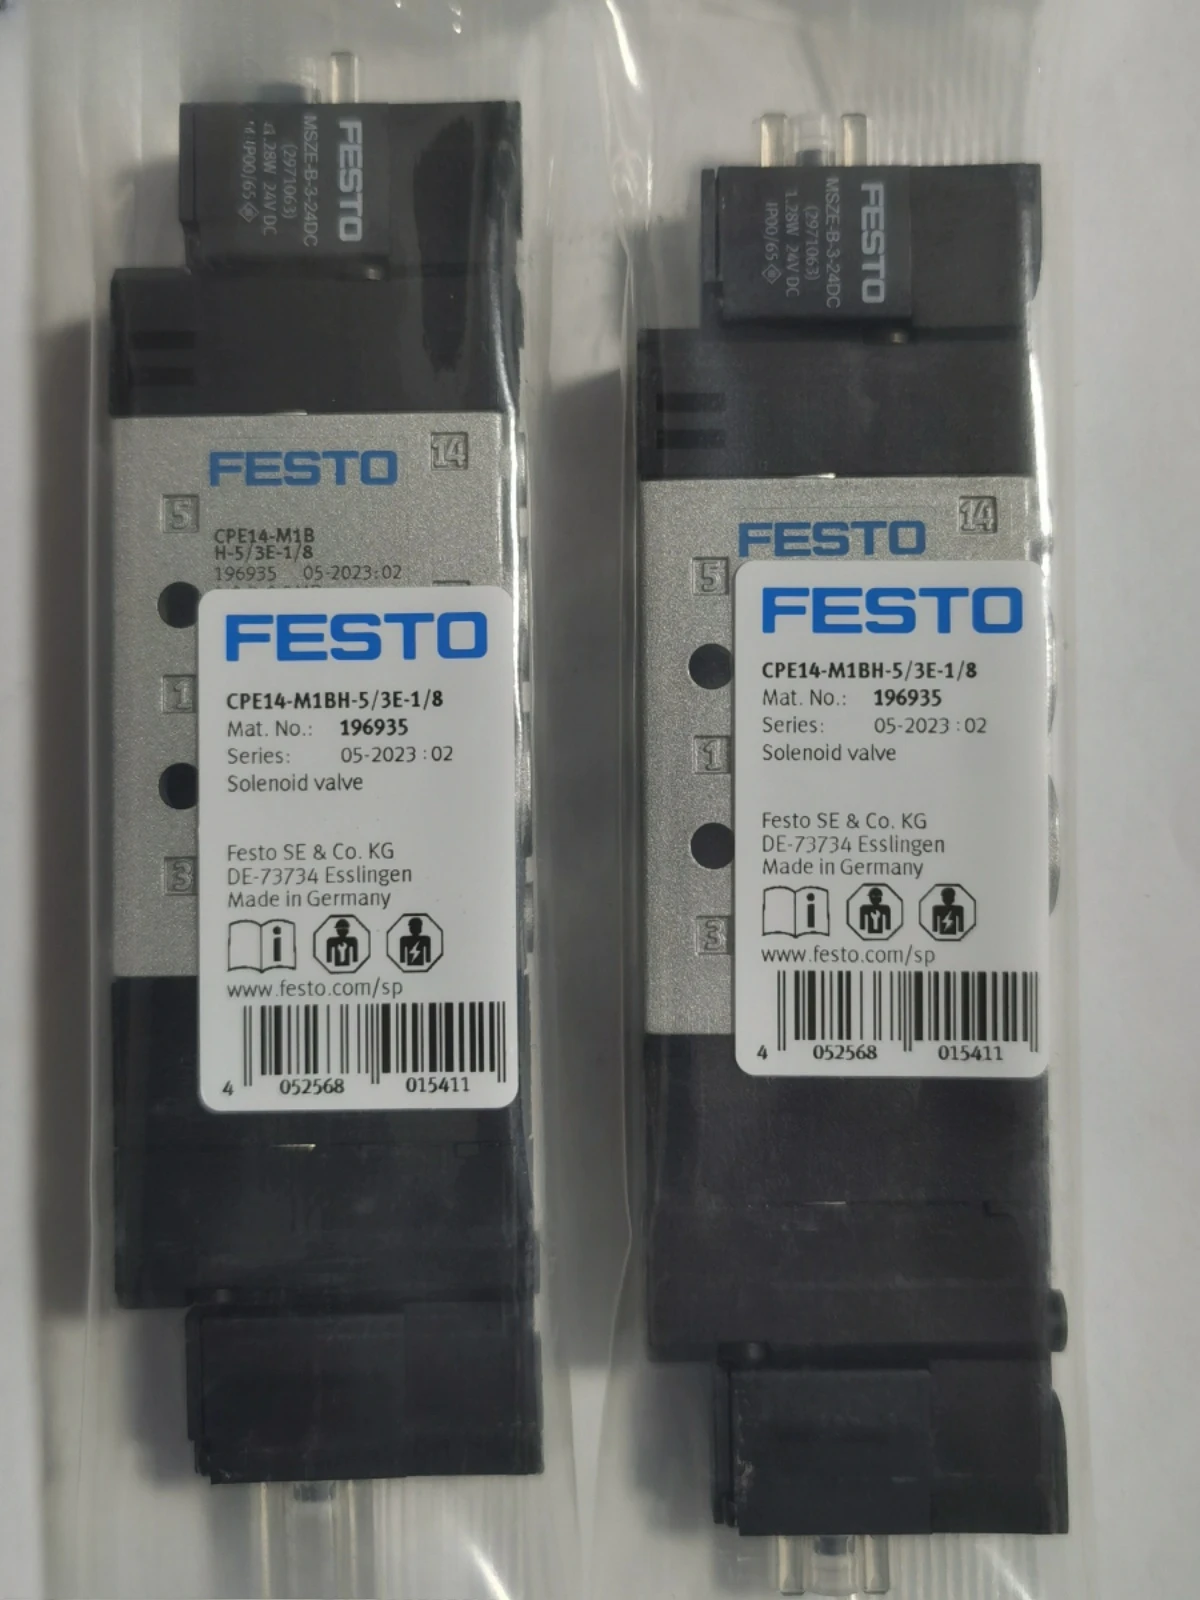 FESTO
MSZE-B-3-24DC
(2971063)
1.28W 24V DC
IP00/65
FESTO
14
5
CPE14-M1B
H-5/3E-1/8
196935 05-2023:02
1
3
FESTO
CPE14-M1BH-5/3E-1/8
Mat. No.: 196935
Series: 05-2023:02
Solenoid valve
Festo SE & Co. KG
DE-73734 Esslingen
Made in Germany
i
www.festo.com/sp
4 052568 015411
FESTO
MSZE-B-3-24DC
(2971063)
1.28W 24V DC
IP00/65
14
FESTO
5
1
3
FESTO
CPE14-M1BH-5/3E-1/8
Mat. No.: 196935
Series: 05-2023:02
Solenoid valve
Festo SE & Co. KG
DE-73734 Esslingen
Made in Germany
i
www.festo.com/sp
4 052568 015411